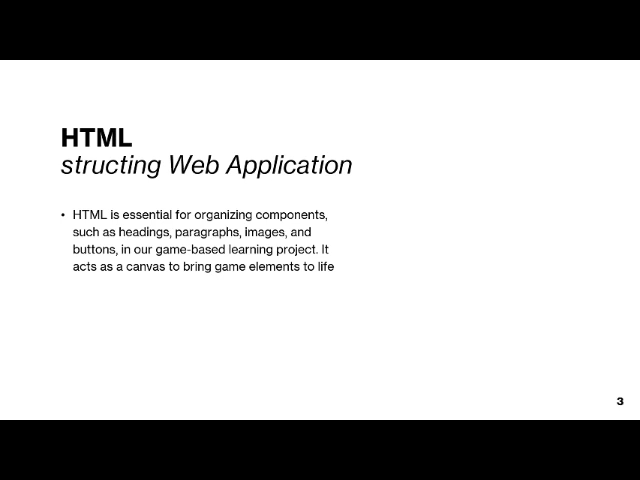 HTML
structing Web Application
• HTML is essential for organizing components,
such as headings, paragraphs, images, and
buttons, in our game-based learning project. It
acts as a canvas to bring game elements to life
3